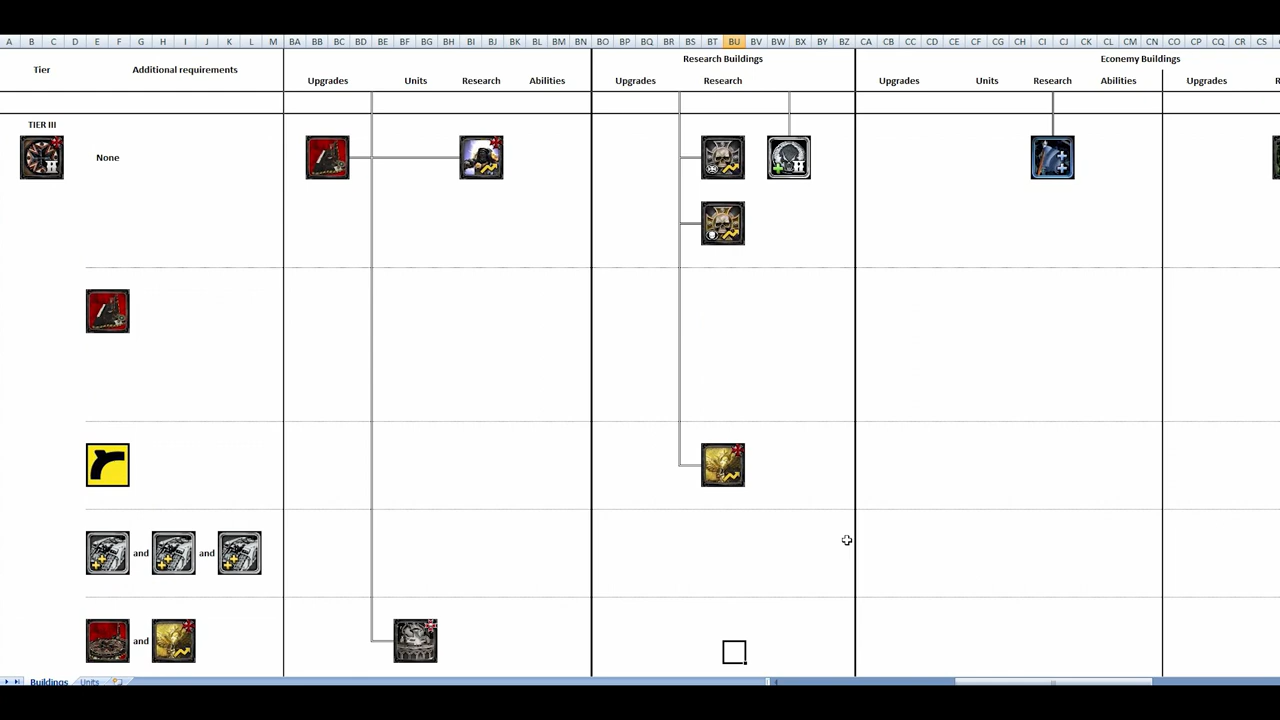 A B C D E F G H I J K L M BA BB BC BD BE BF BG BH BI BJ BK BL BM BN BO BP BQ BR BS BT BU BV BW BX BY BZ CA CB CC CD CE CF CG CH CI CJ CK CL CM CN CO CP CQ CR CS
Research Buildings Economy Buildings
Tier Additional requirements
Upgrades Units Research Abilities Upgrades Research Upgrades Units Research Abilities Upgrades
TIER III
None
and and
and
Buildings Units